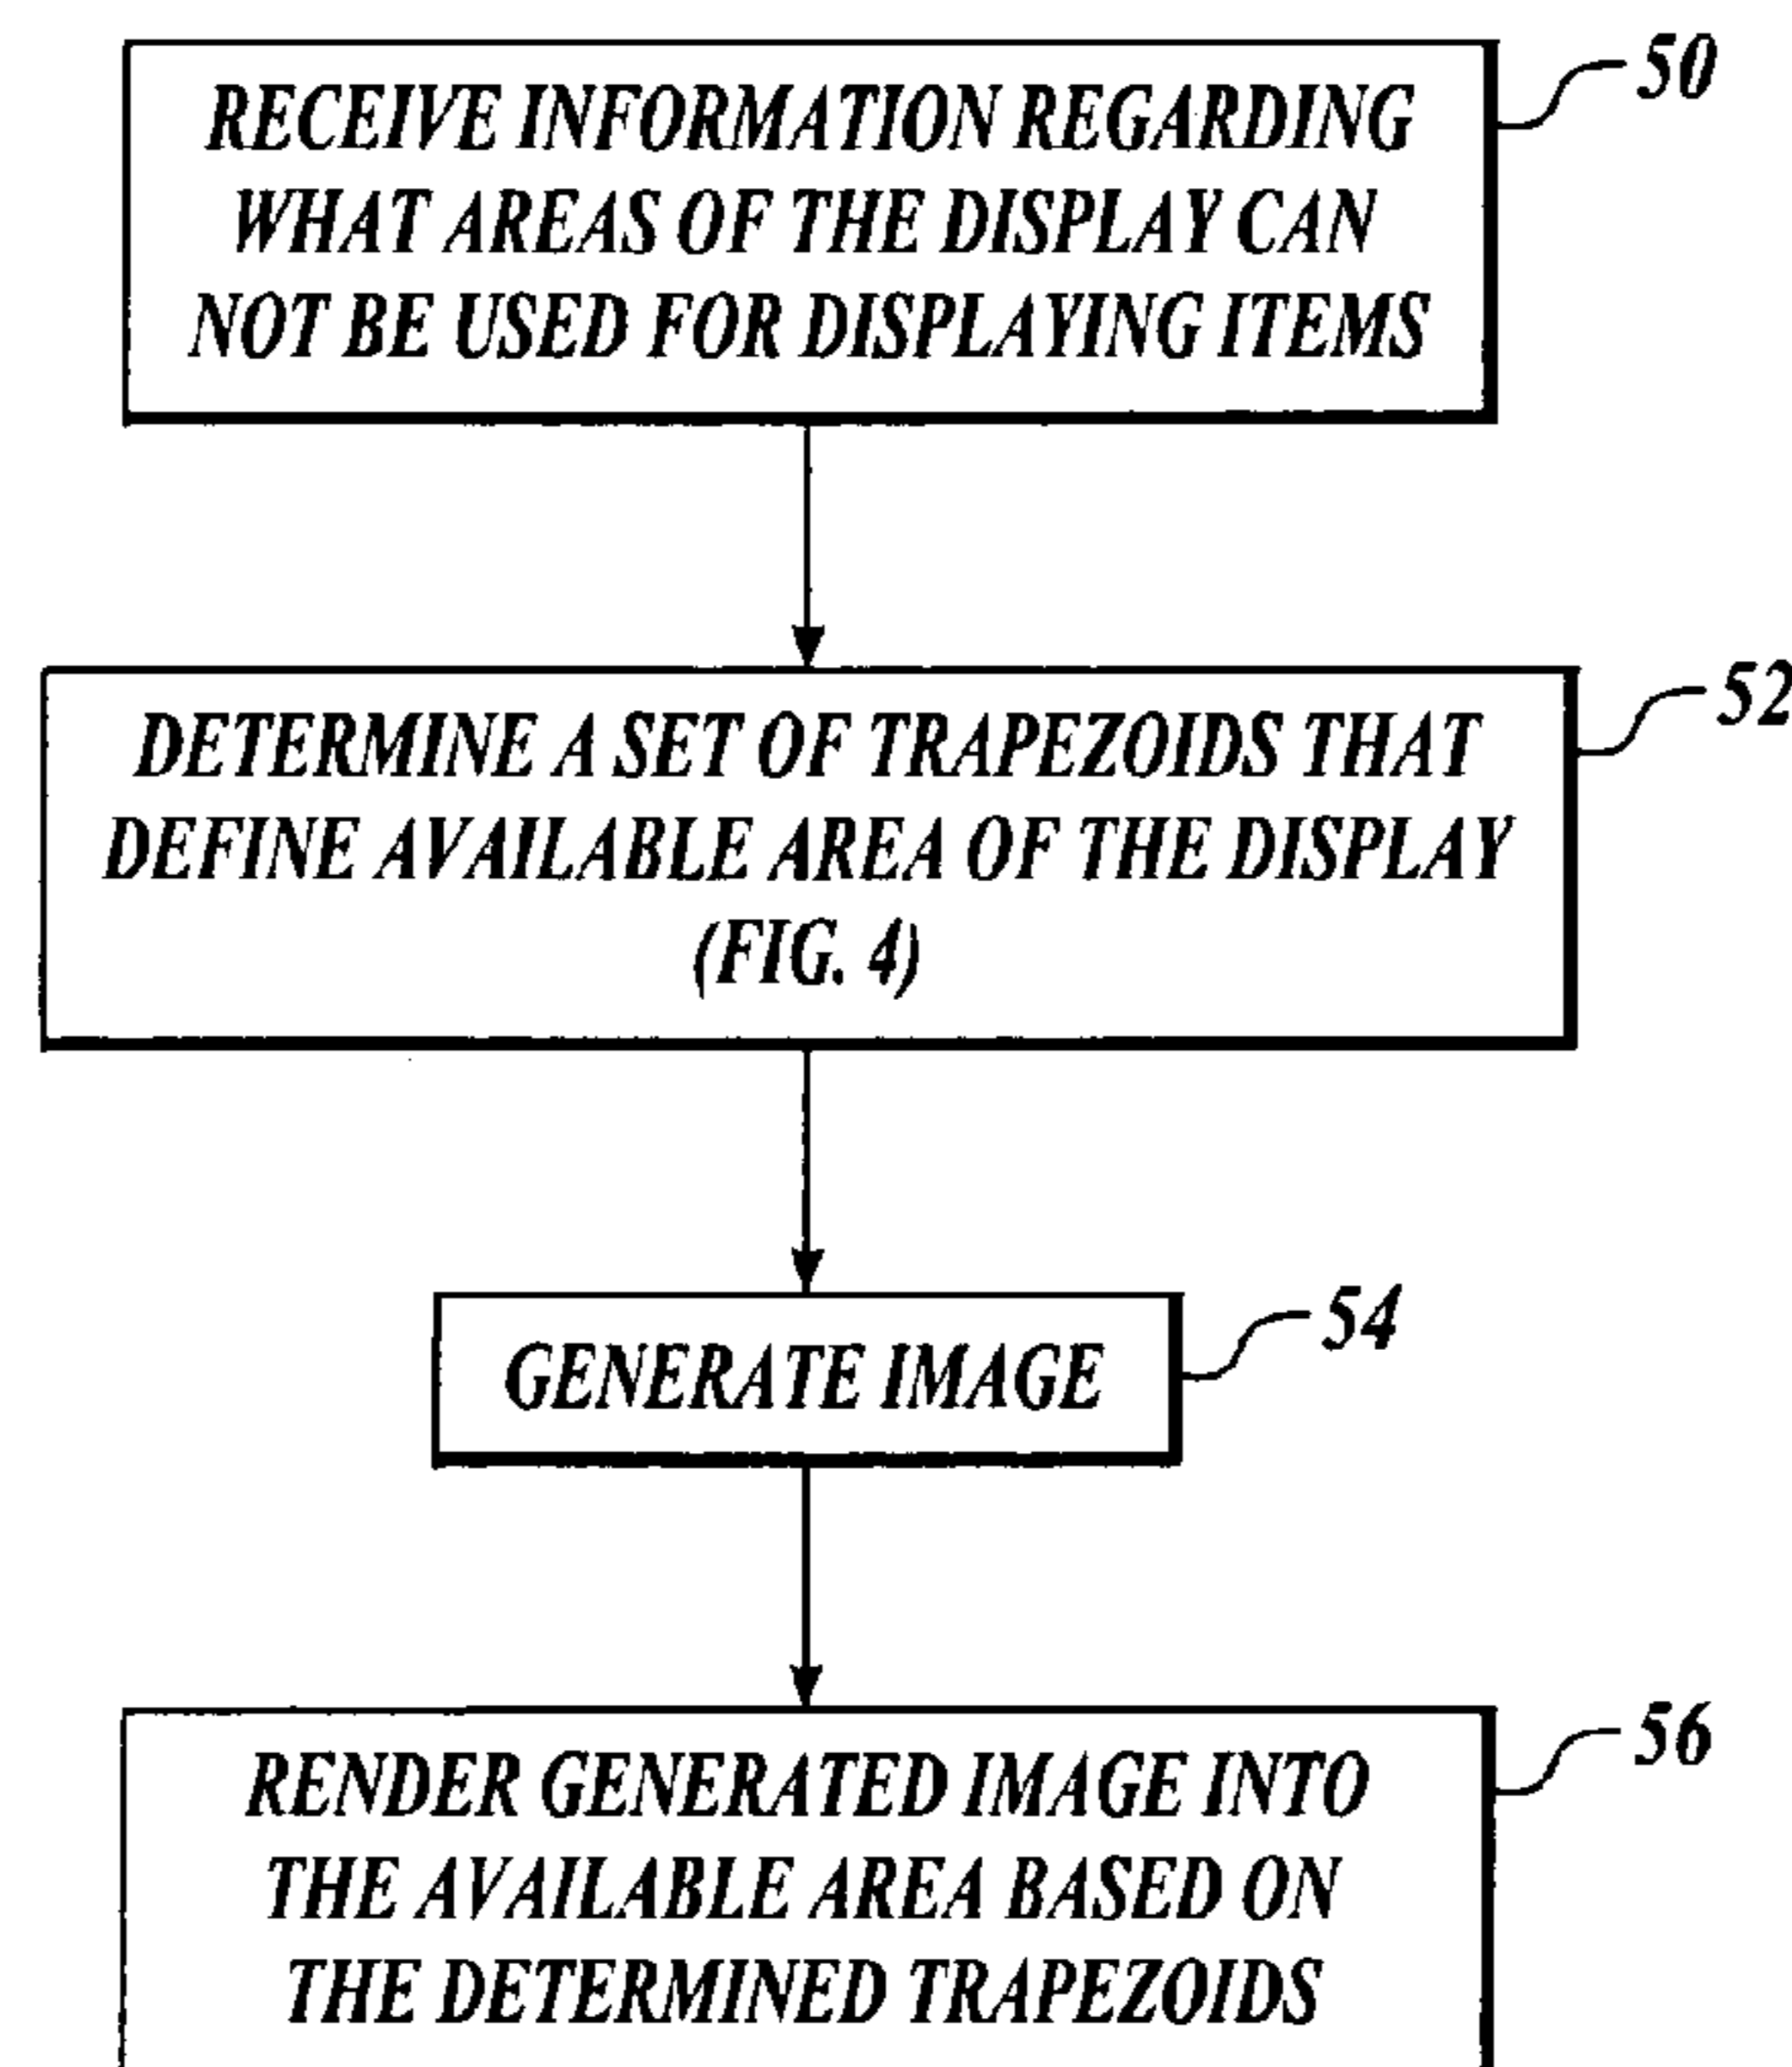 RECEIVE INFORMATION REGARDING
WHAT AREAS OF THE DISPLAY CAN
NOT BE USED FOR DISPLAYING ITEMS
50
DETERMINE A SET OF TRAPEZOIDS THAT
DEFINE AVAILABLE AREA OF THE DISPLAY
(FIG. 4)
52
GENERATE IMAGE
54
RENDER GENERATED IMAGE INTO
THE AVAILABLE AREA BASED ON
THE DETERMINED TRAPEZOIDS
56